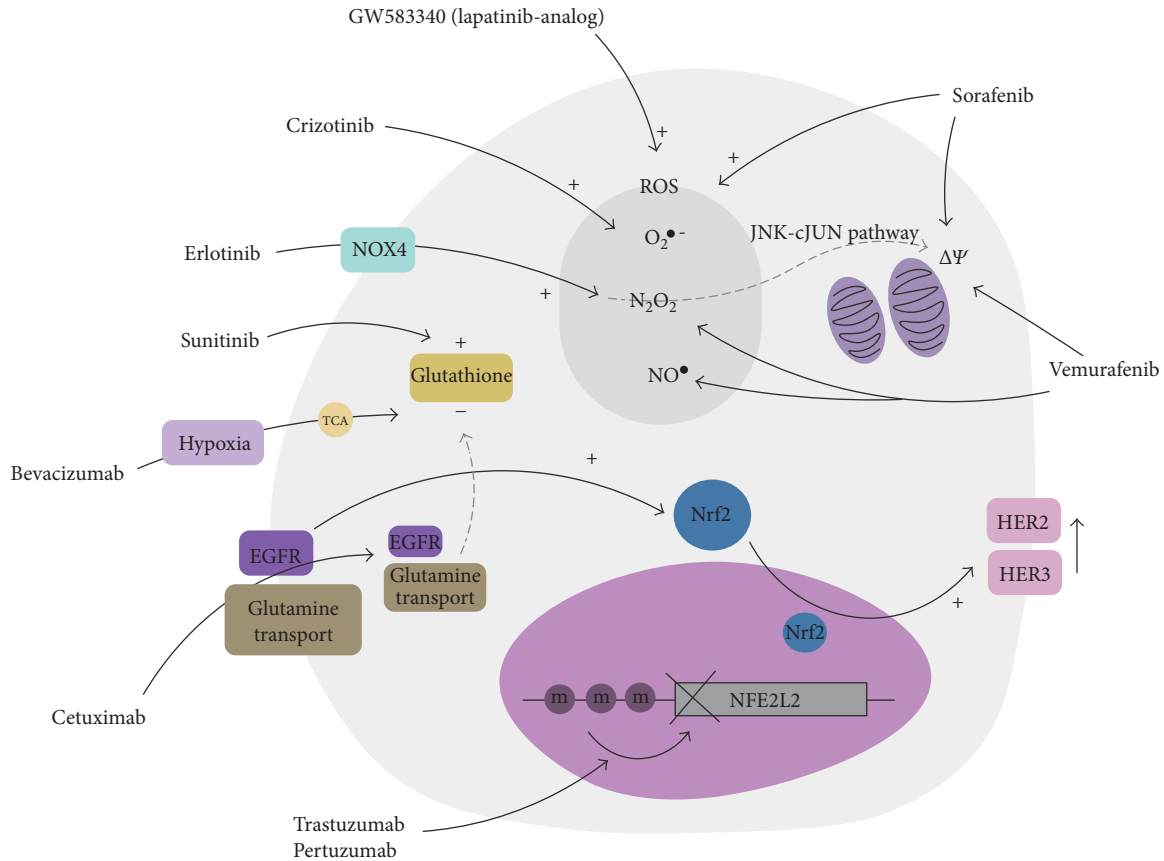 GW583340 (lapatinib-analog)
Sorafenib
Crizotinib
+
+
+
ROS
O₂•-
JNK-cJUN pathway
Erlotinib
NOX4
ΔΨ
+
N₂O₂
Sunitinib
+
Glutathione
−
NO•
Vemurafenib
TCA
Hypoxia
Bevacizumab
+
Nrf2
HER2
EGFR
EGFR
HER3
Glutamine
transport
Glutamine
transport
+
Nrf2
m
m
m
NFE2L2
Cetuximab
Trastuzumab
Pertuzumab